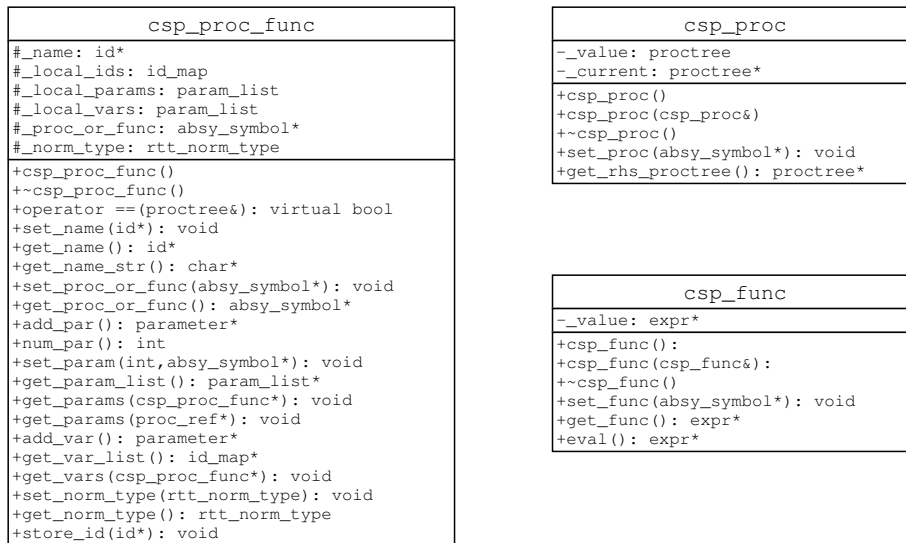 csp_proc_func
#_name: id*
#_local_ids: id_map
#_local_params: param_list
#_local_vars: param_list
#_proc_or_func: absy_symbol*
#_norm_type: rtt_norm_type
+csp_proc_func()
+~csp_proc_func()
+operator ==(proctree&): virtual bool
+set_name(id*): void
+get_name(): id*
+get_name_str(): char*
+set_proc_or_func(absy_symbol*): void
+get_proc_or_func(): absy_symbol*
+add_par(): parameter*
+num_par(): int
+set_param(int,absy_symbol*): void
+get_param_list(): param_list*
+get_params(csp_proc_func*): void
+get_params(proc_ref*): void
+add_var(): parameter*
+get_var_list(): id_map*
+get_vars(csp_proc_func*): void
+set_norm_type(rtt_norm_type): void
+get_norm_type(): rtt_norm_type
+store_id(id*): void
csp_proc
-_value: proctree
-_current: proctree*
+csp_proc()
+csp_proc(csp_proc&)
+~csp_proc()
+set_proc(absy_symbol*): void
+get_rhs_proctree(): proctree*
csp_func
-_value: expr*
+csp_func():
+csp_func(csp_func&):
+~csp_func()
+set_func(absy_symbol*): void
+get_func(): expr*
+eval(): expr*